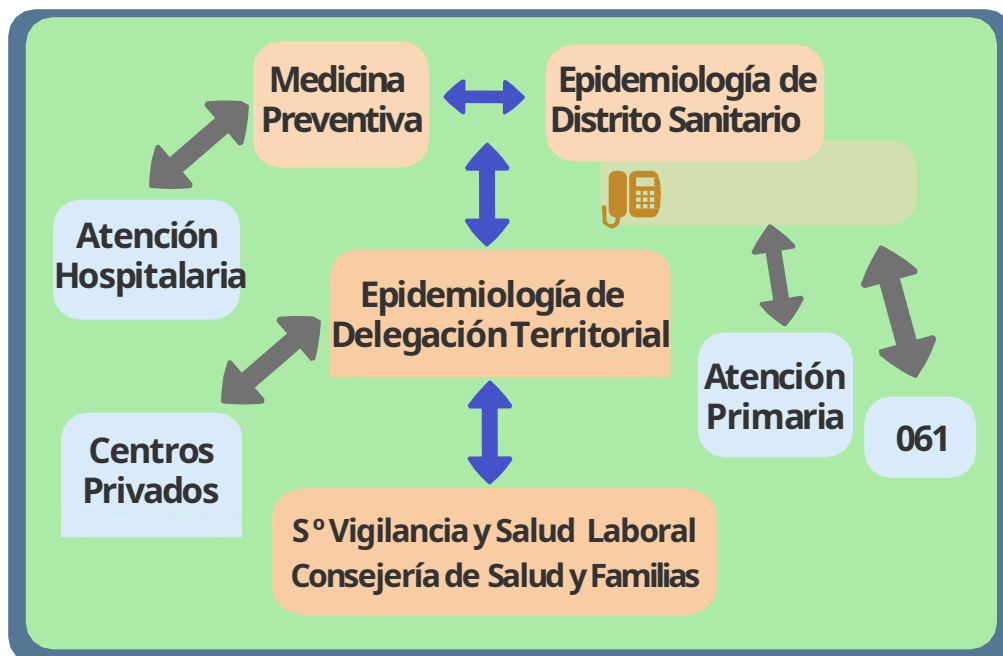 Medicina
Preventiva
Epidemiología de
Distrito Sanitario
Atención
Hospitalaria
Epidemiología de
Delegación Territorial
Atención
Primaria
061
Centros
Privados
Sº Vigilancia y Salud Laboral
Consejería de Salud y Familias